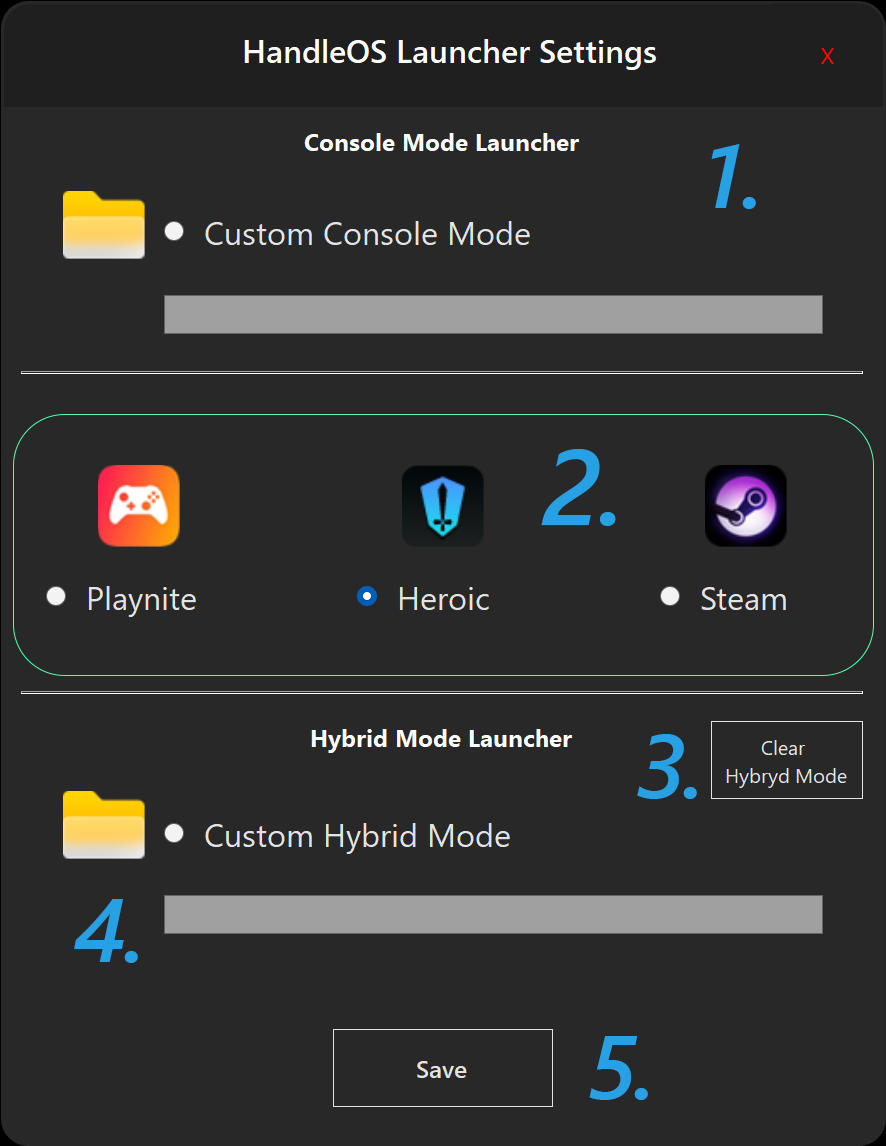 HandleOS Launcher Settings
X
Console Mode Launcher
1.
Custom Console Mode
2.
Playnite
Heroic
Steam
Hybrid Mode Launcher
3.
Clear
Hybryd Mode
Custom Hybrid Mode
4.
Save
5.